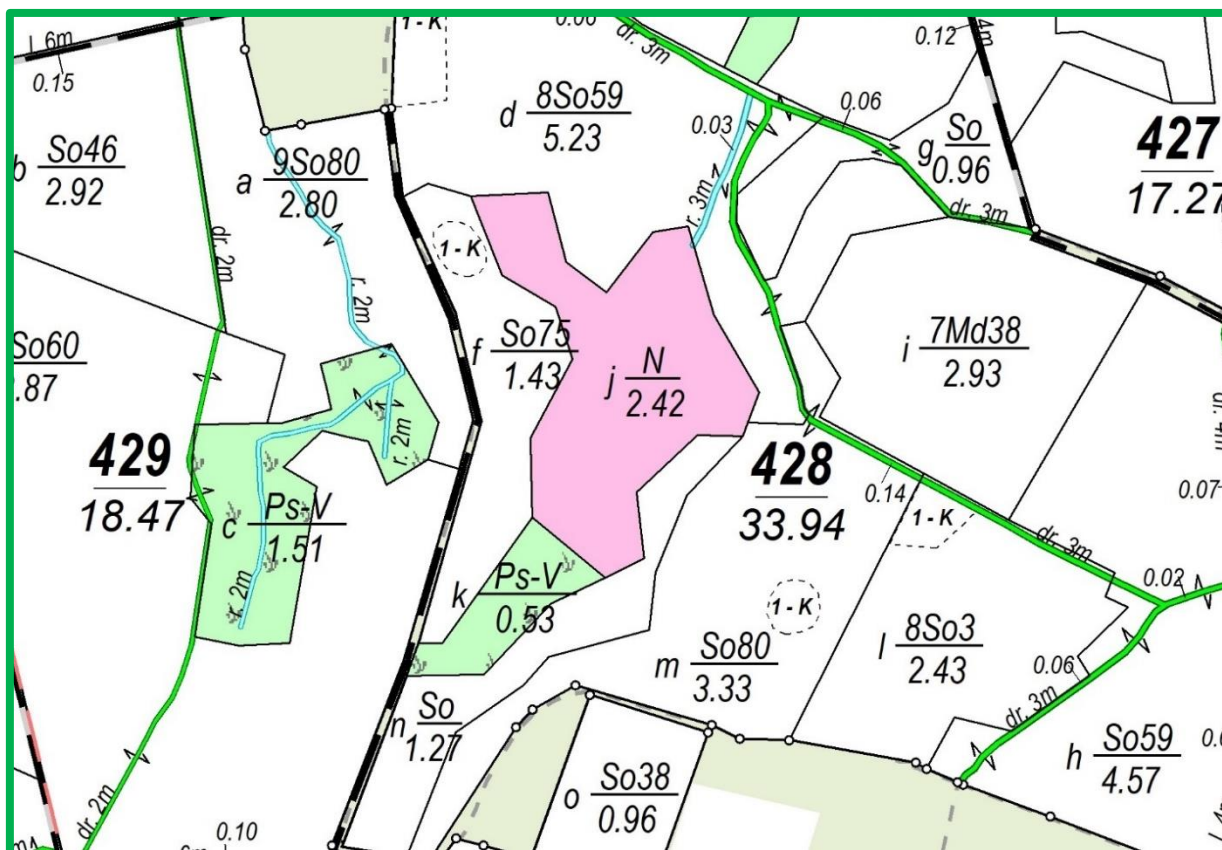 6m
0.15
1 - K
0.06
dr. 3m
0.12
4m
d 8So59
5.23
0.03
0.06
g So
0.96
427
17.27
b So46
2.92
a 9So80
2.80
dr. 2m
r. 3m
dr. 3m
1 - K
r. 2m
So60
.87
f So75
1.43
j N
2.42
i 7Md38
2.93
dr. 4m
429
18.47
r. 2m
428
33.94
0.14
0.07
c Ps-V
1.51
1 - K
dr. 3m
r. 2m
k Ps-V
0.53
1 - K
0.02
m So80
3.33
l 8So3
2.43
0.06
dr. 3m
n So
1.27
h So59
4.57
dr. 2m
o So38
0.96
0.10